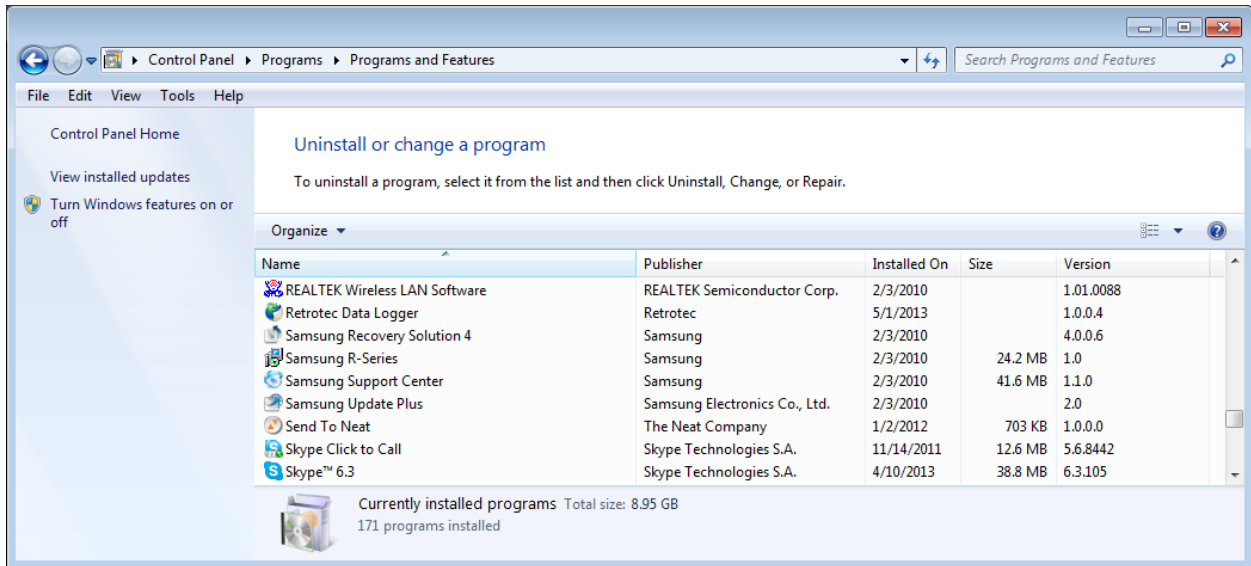 Control Panel Programs Programs and Features Search Programs and Features
File Edit View Tools Help
Control Panel Home
View installed updates
Turn Windows features on or
off
Uninstall or change a program
To uninstall a program, select it from the list and then click Uninstall, Change, or Repair.
Organize
Name Publisher Installed On Size Version
REALTEK Wireless LAN Software REALTEK Semiconductor Corp. 2/3/2010 1.01.0088
Retrotec Data Logger Retrotec 5/1/2013 1.0.0.4
Samsung Recovery Solution 4 Samsung 2/3/2010 4.0.0.6
Samsung R-Series Samsung 2/3/2010 24.2 MB 1.0
Samsung Support Center Samsung 2/3/2010 41.6 MB 1.1.0
Samsung Update Plus Samsung Electronics Co., Ltd. 2/3/2010 2.0
Send To Neat The Neat Company 1/2/2012 703 KB 1.0.0.0
Skype Click to Call Skype Technologies S.A. 11/14/2011 12.6 MB 5.6.8442
Skype™ 6.3 Skype Technologies S.A. 4/10/2013 38.8 MB 6.3.105
Currently installed programs Total size: 8.95 GB
171 programs installed